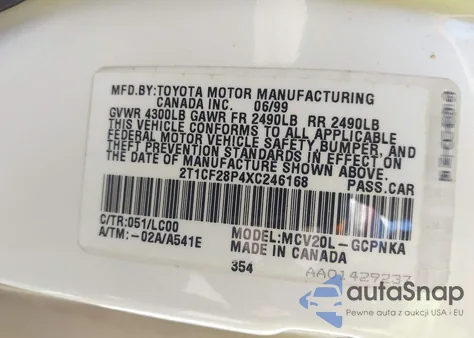 MFD.BY:TOYOTA MOTOR MANUFACTURING
CANADA INC. 06/99
GVWR 4300LB GAWR FR 2490LB RR 2490LB
THIS VEHICLE CONFORMS TO ALL APPLICABLE
FEDERAL MOTOR VEHICLE SAFETY BUMPER, AND
THEFT PREVENTION STANDARDS IN EFFECT ON
THE DATE OF MANUFACTURE SHOWN ABOVE.
2T1CF28P4XC246168 PASS.CAR
C/TR:051/LC00 MODEL:MCV20L-GCPNKA
A/TM:-02A/A541E MADE IN CANADA
354 AA01429237
autoSnap
Pewne auta z aukcji USA i EU